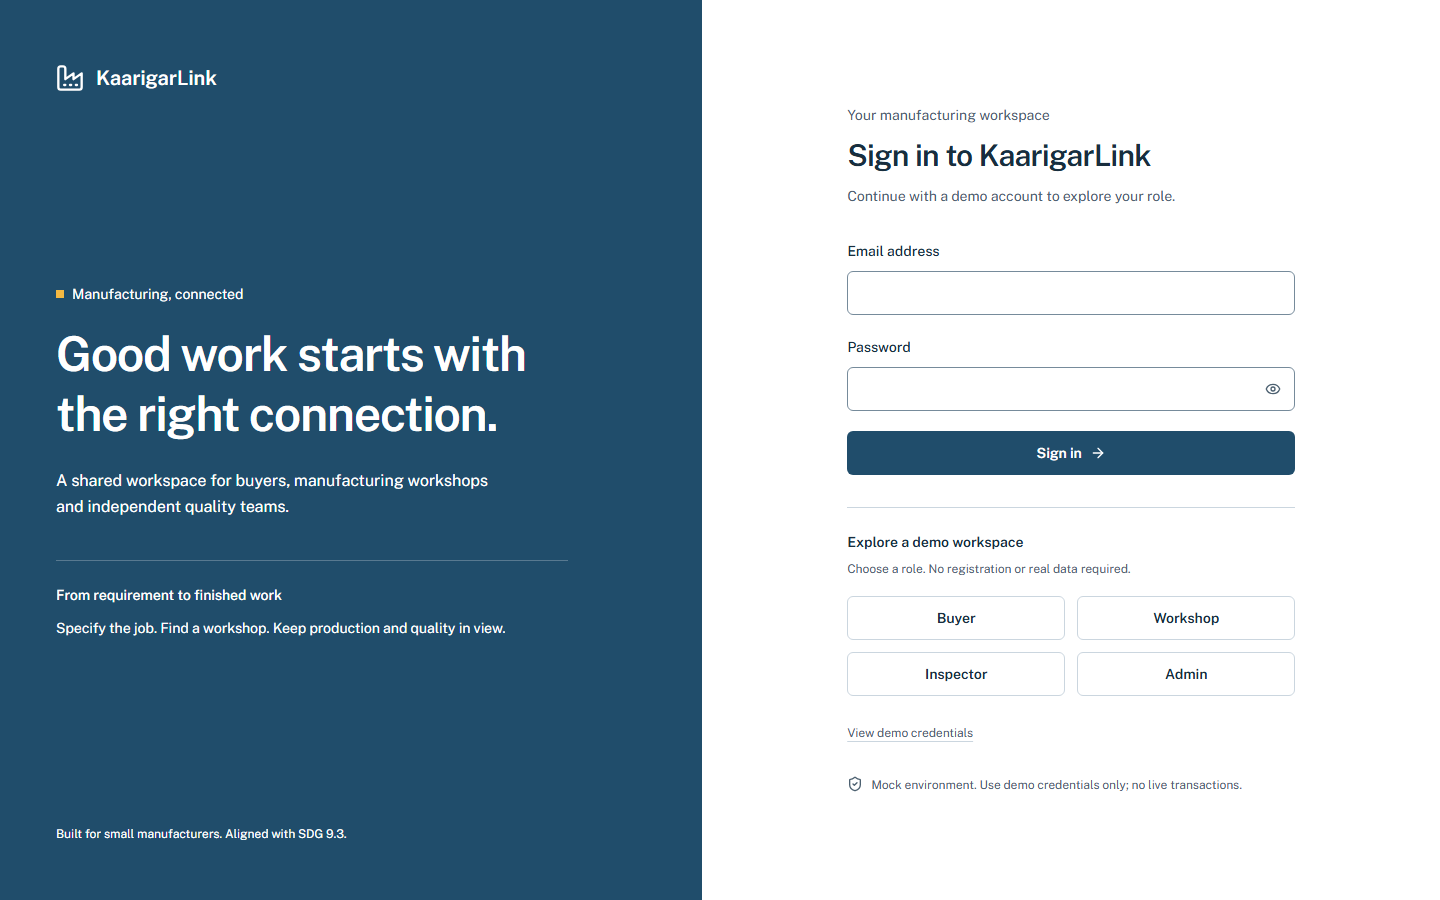 KaarigarLink
Manufacturing, connected
Good work starts with
the right connection.
A shared workspace for buyers, manufacturing workshops
and independent quality teams.
From requirement to finished work
Specify the job. Find a workshop. Keep production and quality in view.
Built for small manufacturers. Aligned with SDG 9.3.
Your manufacturing workspace
Sign in to KaarigarLink
Continue with a demo account to explore your role.
Email address
Password
Sign in →
Explore a demo workspace
Choose a role. No registration or real data required.
Buyer
Workshop
Inspector
Admin
View demo credentials
Mock environment. Use demo credentials only; no live transactions.